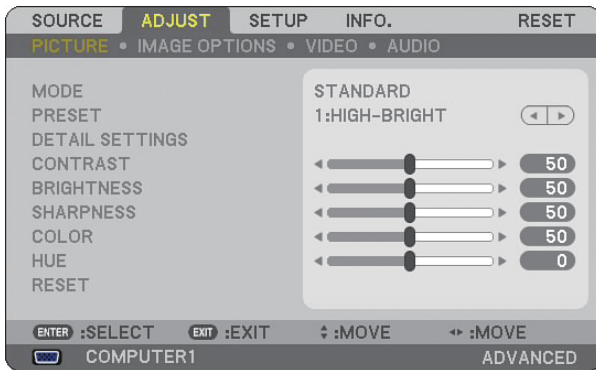 SOURCE ADJUST SETUP INFO. RESET
PICTURE • IMAGE OPTIONS • VIDEO • AUDIO
MODE STANDARD
PRESET 1:HIGH-BRIGHT
DETAIL SETTINGS
CONTRAST 50
BRIGHTNESS 50
SHARPNESS 50
COLOR 50
HUE 0
RESET
ENTER :SELECT EXIT :EXIT :MOVE :MOVE
COMPUTER1 ADVANCED